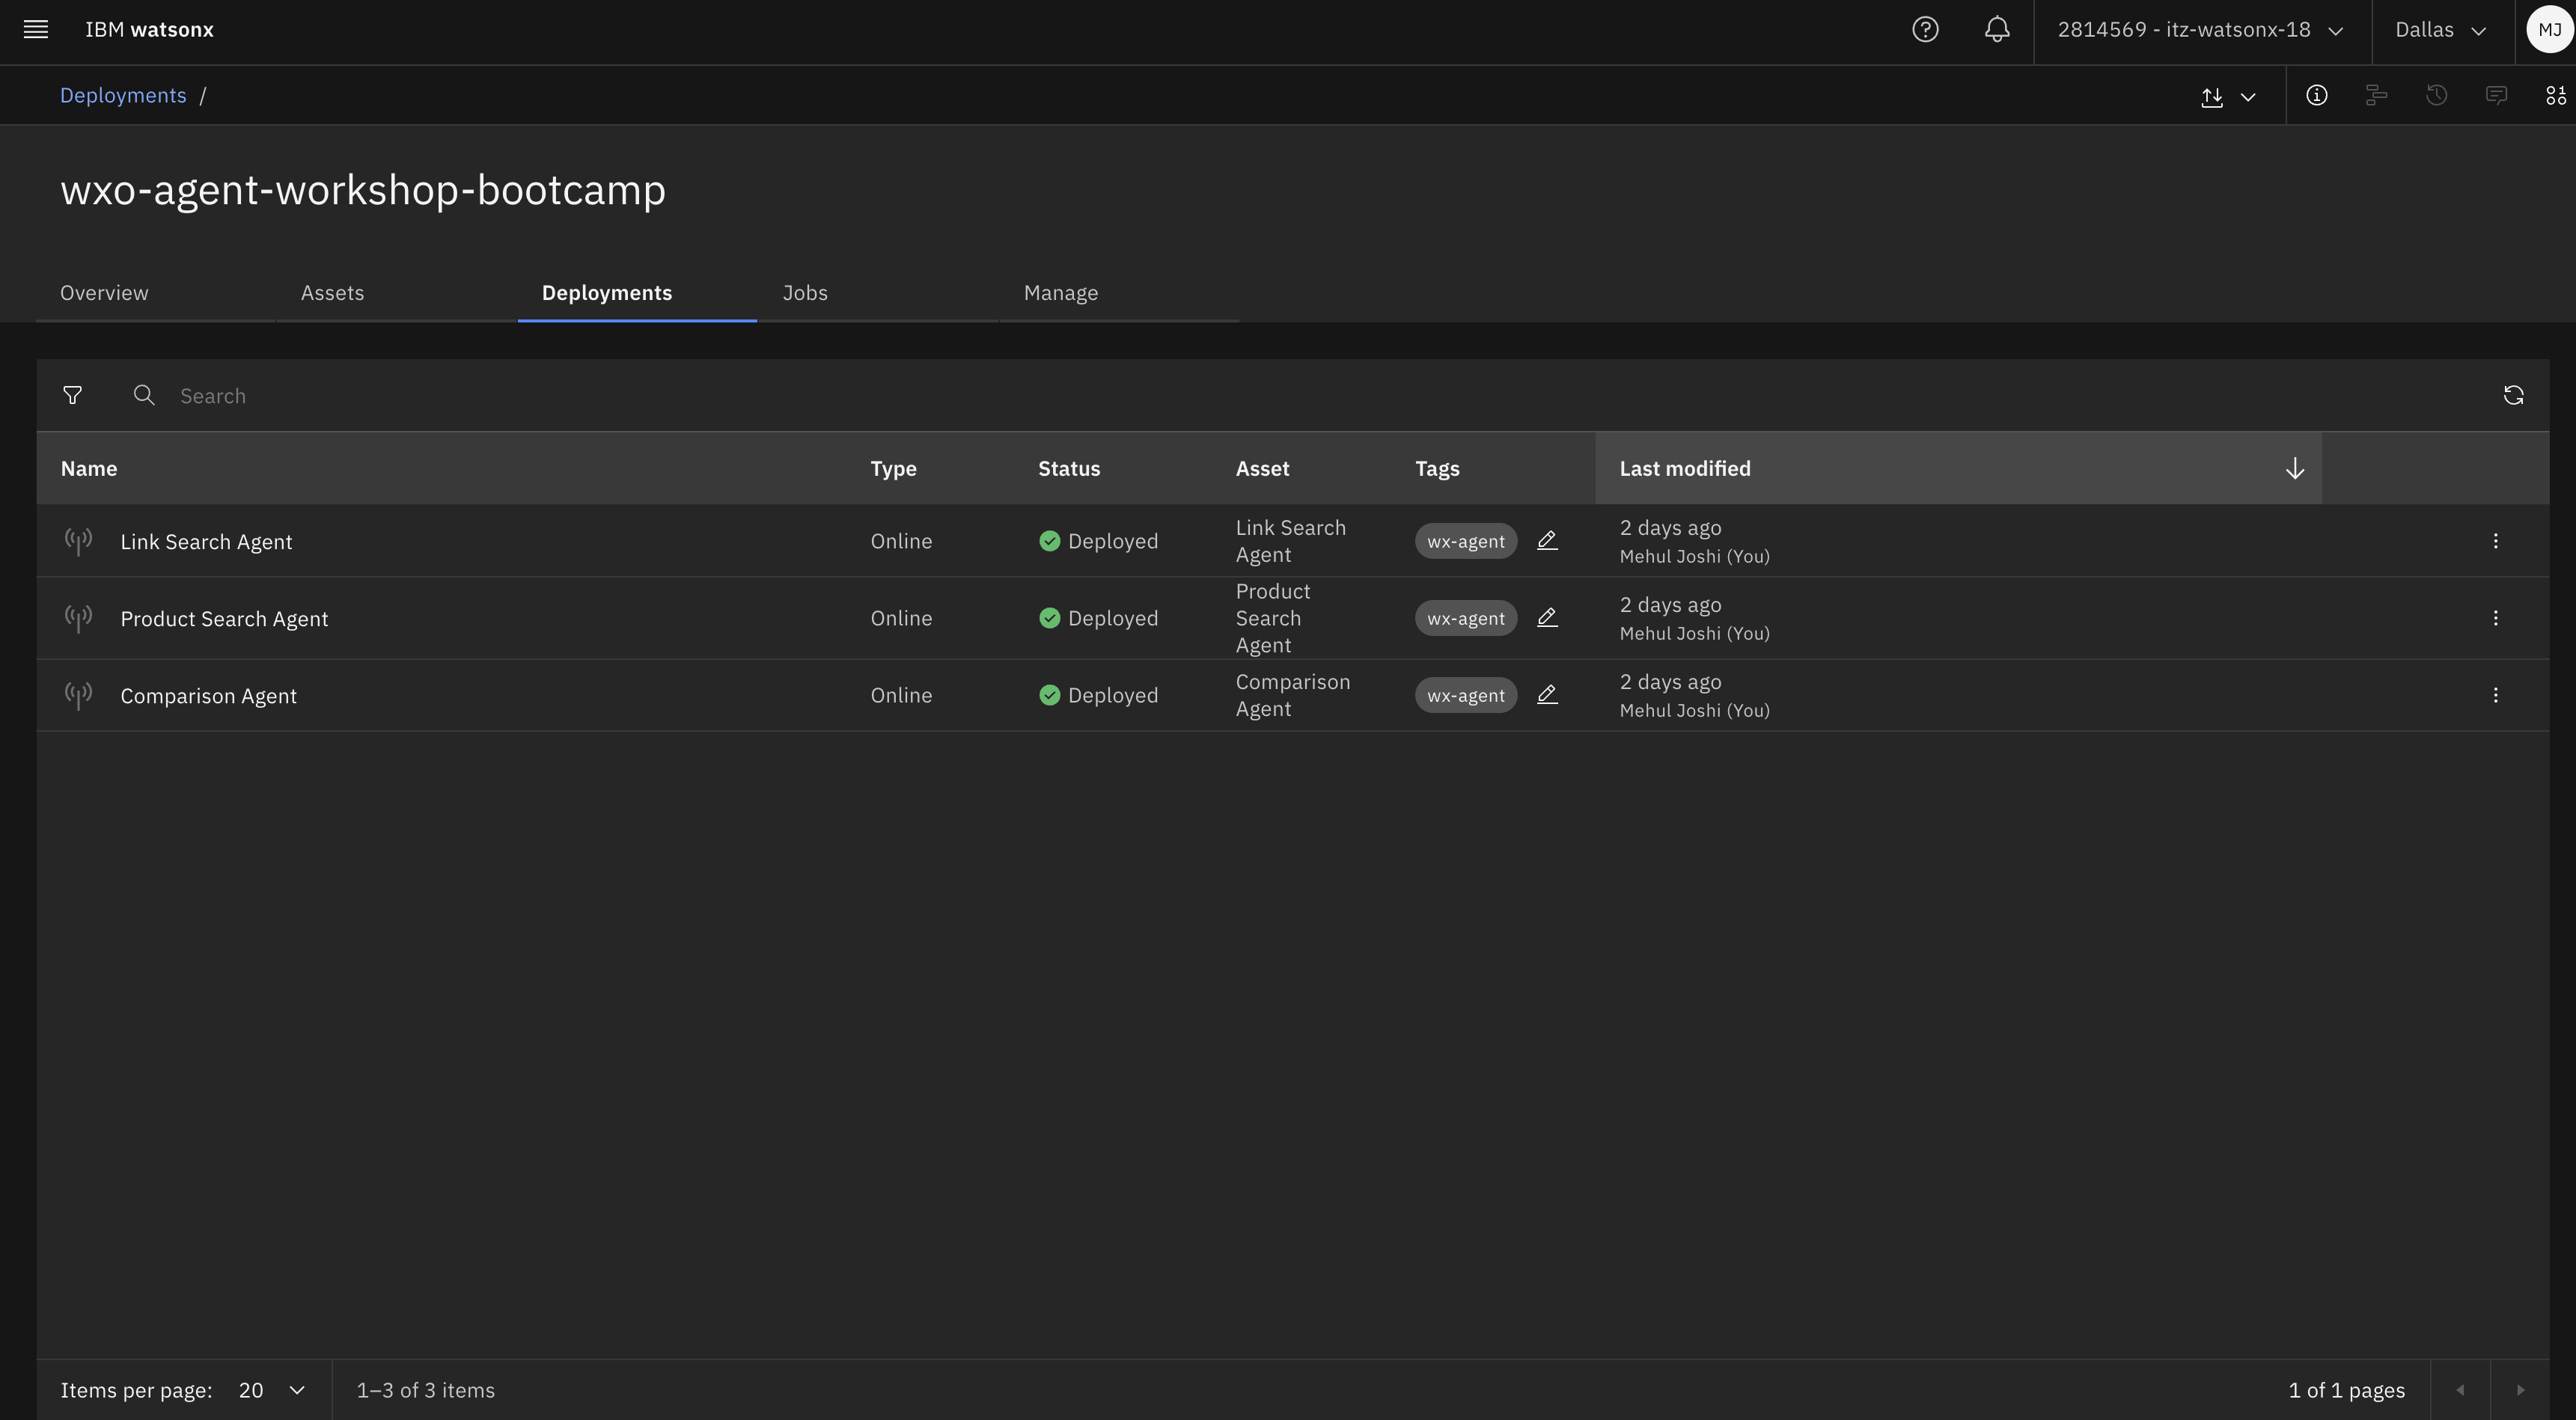 IBM watsonx
2814569 - itz-watsonx-18
Dallas
MJ
Deployments /
wxo-agent-workshop-bootcamp
Overview Assets Deployments Jobs Manage
Search
Name Type Status Asset Tags Last modified
Link Search Agent Online Deployed Link Search Agent wx-agent 2 days ago Mehul Joshi (You)
Product Search Agent Online Deployed Product Search Agent wx-agent 2 days ago Mehul Joshi (You)
Comparison Agent Online Deployed Comparison Agent wx-agent 2 days ago Mehul Joshi (You)
Items per page: 20 1–3 of 3 items 1 of 1 pages